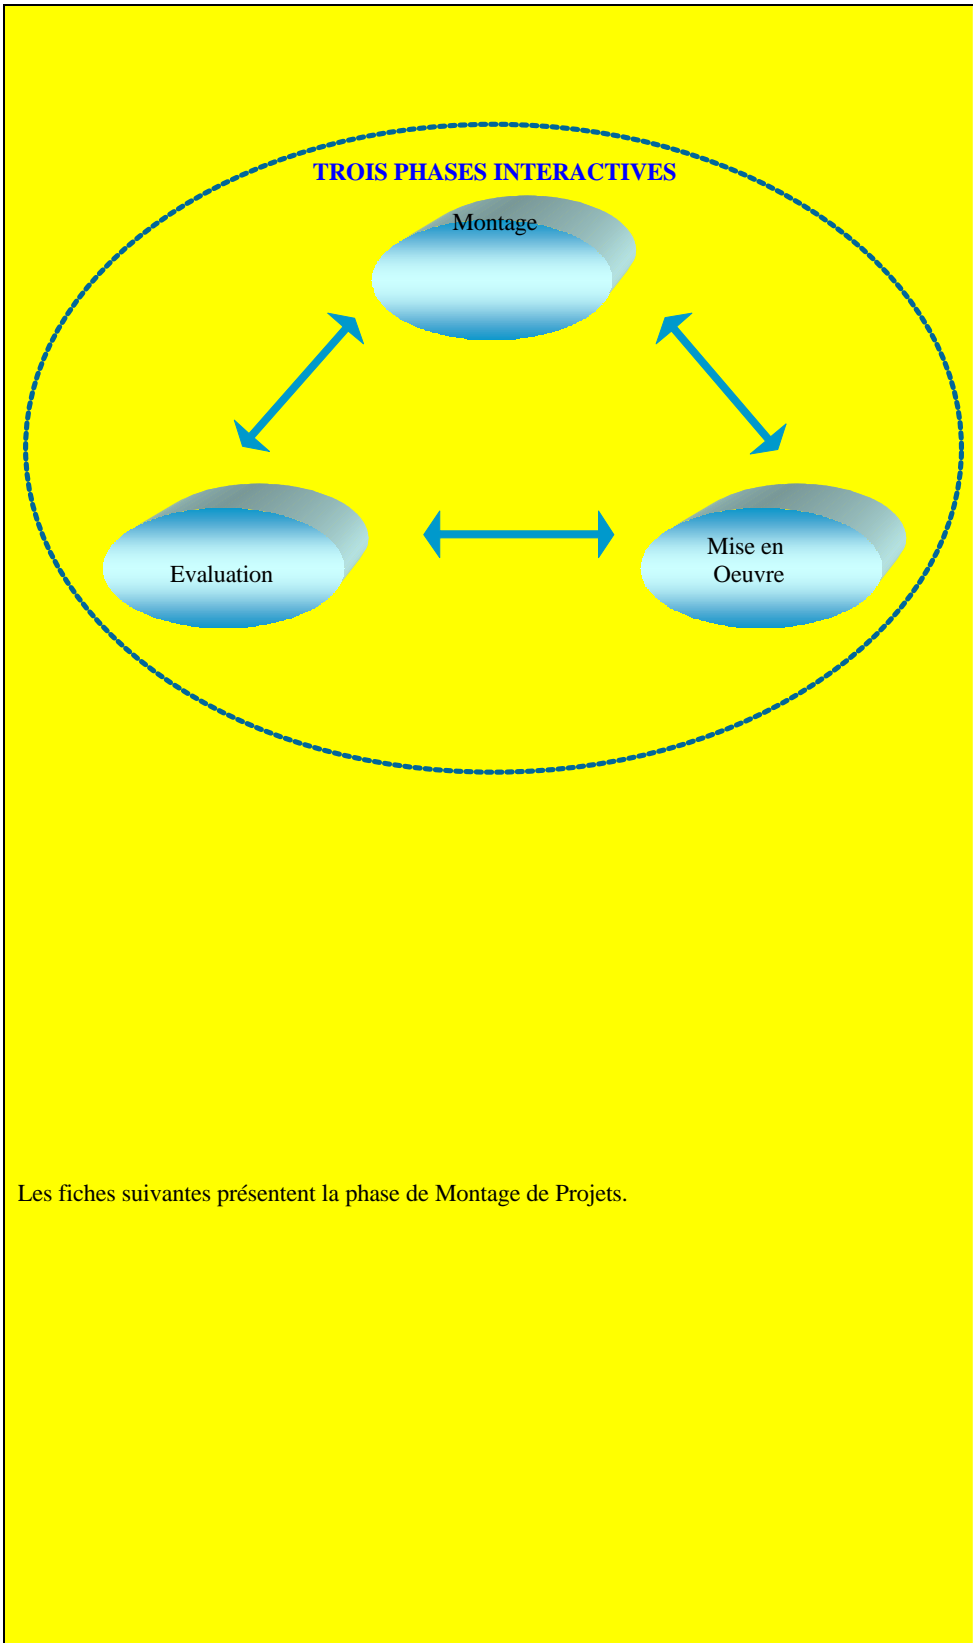 TROIS PHASES INTERACTIVES
Montage
Evaluation
Mise en
Oeuvre
Les fiches suivantes présentent la phase de Montage de Projets.